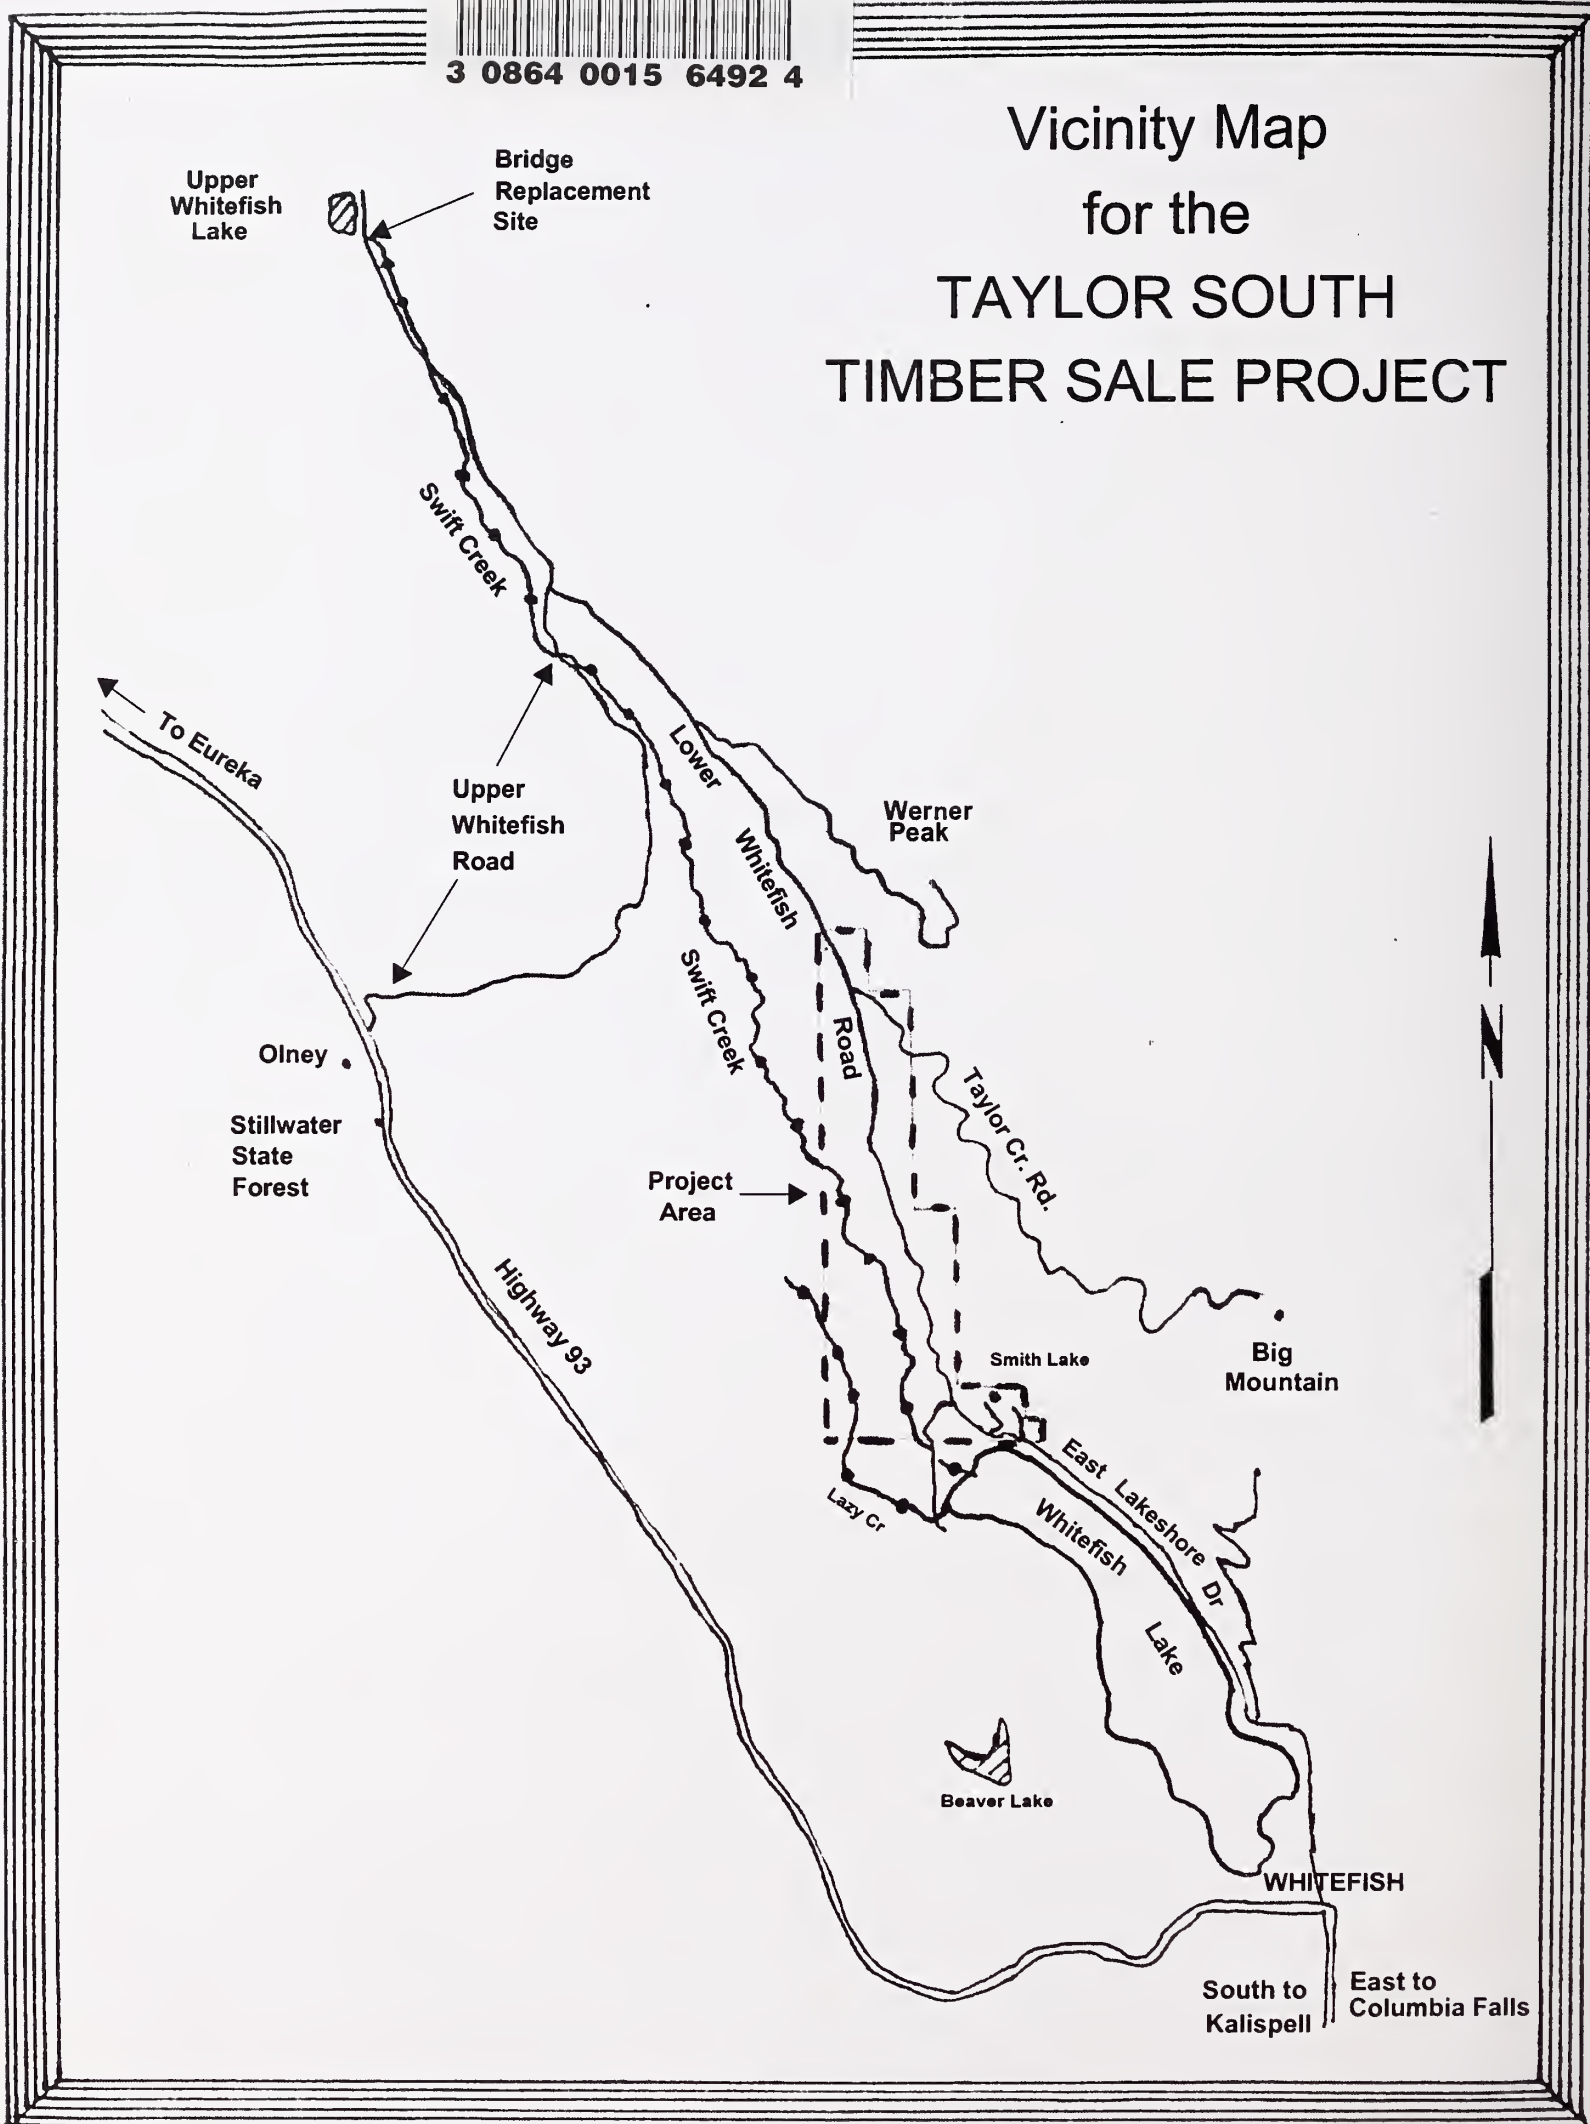 3 0864 0015 6492 4
Vicinity Map
for the
TAYLOR SOUTH
TIMBER SALE PROJECT
Upper
Whitefish
Lake
Bridge
Replacement
Site
Swift Creek
To Eureka
Upper
Whitefish
Road
Lower
Whitefish
Road
Werner
Peak
Swift Creek
N
Olney
Stillwater
State
Forest
Taylor Cr. Rd.
Project
Area
Highway 93
Smith Lake
Big
Mountain
East Lakeshore Dr
Lazy Cr
Whitefish
Lake
Beaver Lake
WHITEFISH
South to
Kalispell
East to
Columbia Falls